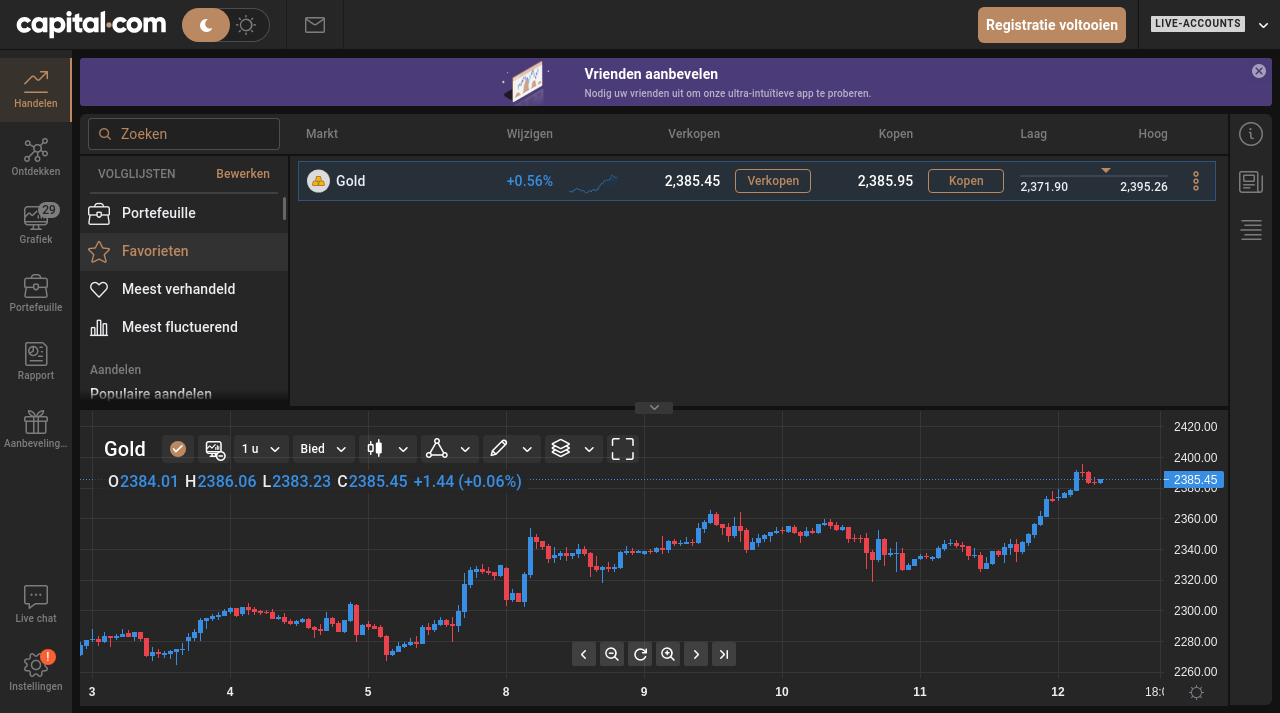 capital.com
Registratie voltooien
LIVE-ACCOUNTS
Handelen
Ontdekken
29
Grafiek
Portefeuille
Rapport
Aanbeveling...
Live chat
!
Instellingen
Vrienden aanbevelen
Nodig uw vrienden uit om onze ultra-intuïtieve app te proberen.
Zoeken
VOLGLIJSTEN Bewerken
Portefeuille
Favorieten
Meest verhandeld
Meest fluctuerend
Aandelen
Populaire aandelen
Markt Wijzigen Verkopen Kopen Laag Hoog
Gold +0.56% 2,385.45 Verkopen 2,385.95 Kopen 2,371.90 2,395.26
Gold 1 u Bied
O2384.01 H2386.06 L2383.23 C2385.45 +1.44 (+0.06%)
2420.00
2400.00
2385.45
2380.00
2360.00
2340.00
2320.00
2300.00
2280.00
2260.00
3 4 5 8 9 10 11 12 18: